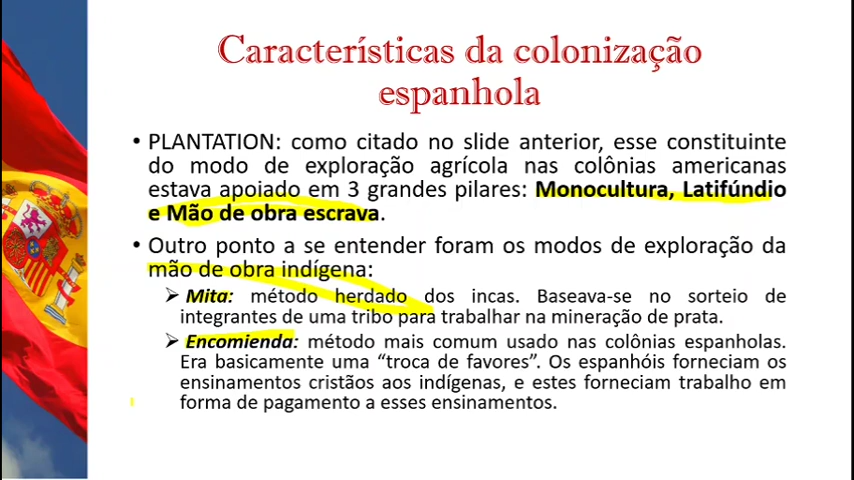 Características da colonização
espanhola
• PLANTATION: como citado no slide anterior, esse constituinte
do modo de exploração agrícola nas colônias americanas
estava apoiado em 3 grandes pilares: Monocultura, Latifúndio
e Mão de obra escrava.
• Outro ponto a se entender foram os modos de exploração da
mão de obra indígena:
➢ Mita: método herdado dos incas. Baseava-se no sorteio de
integrantes de uma tribo para trabalhar na mineração de prata.
➢ Encomienda: método mais comum usado nas colônias espanholas.
Era basicamente uma “troca de favores”. Os espanhóis forneciam os
ensinamentos cristãos aos indígenas, e estes forneciam trabalho em
forma de pagamento a esses ensinamentos.